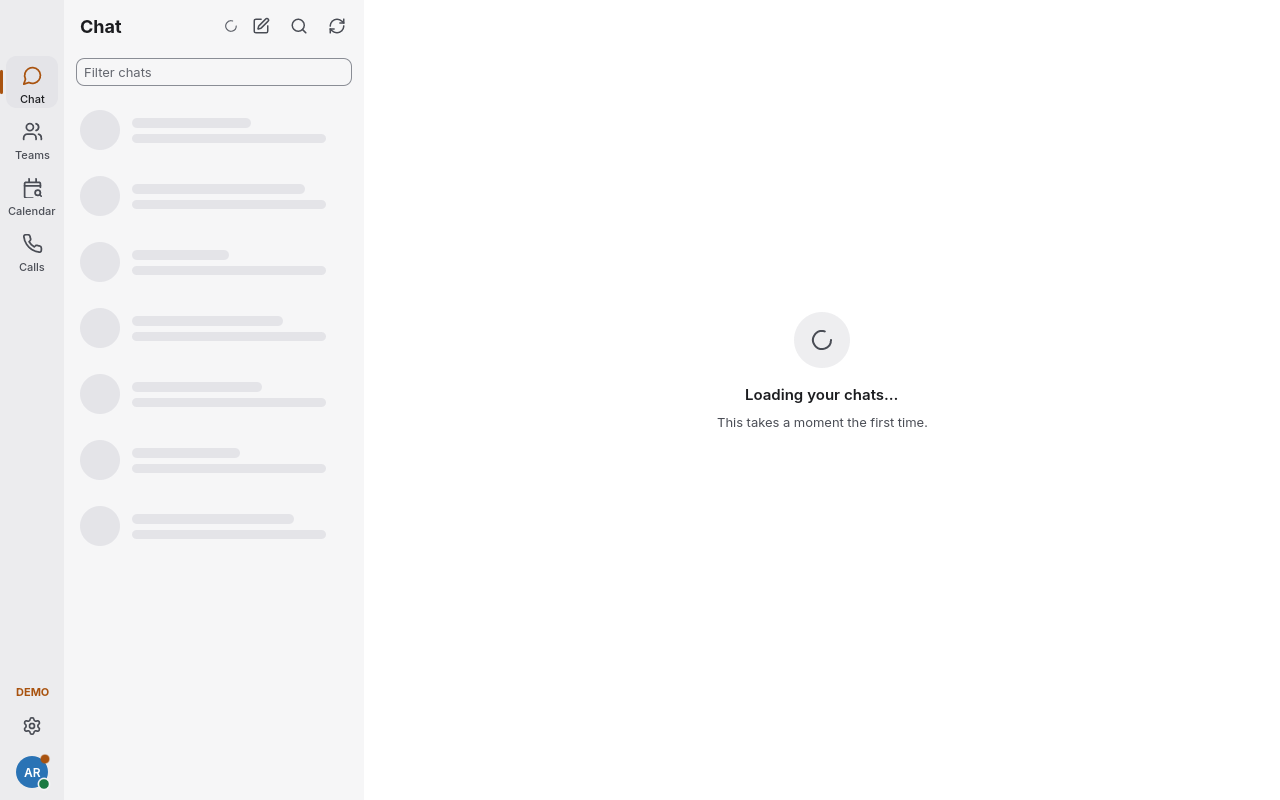 Chat
Filter chats
Chat
Teams
Calendar
Calls
Loading your chats...
This takes a moment the first time.
DEMO
AR